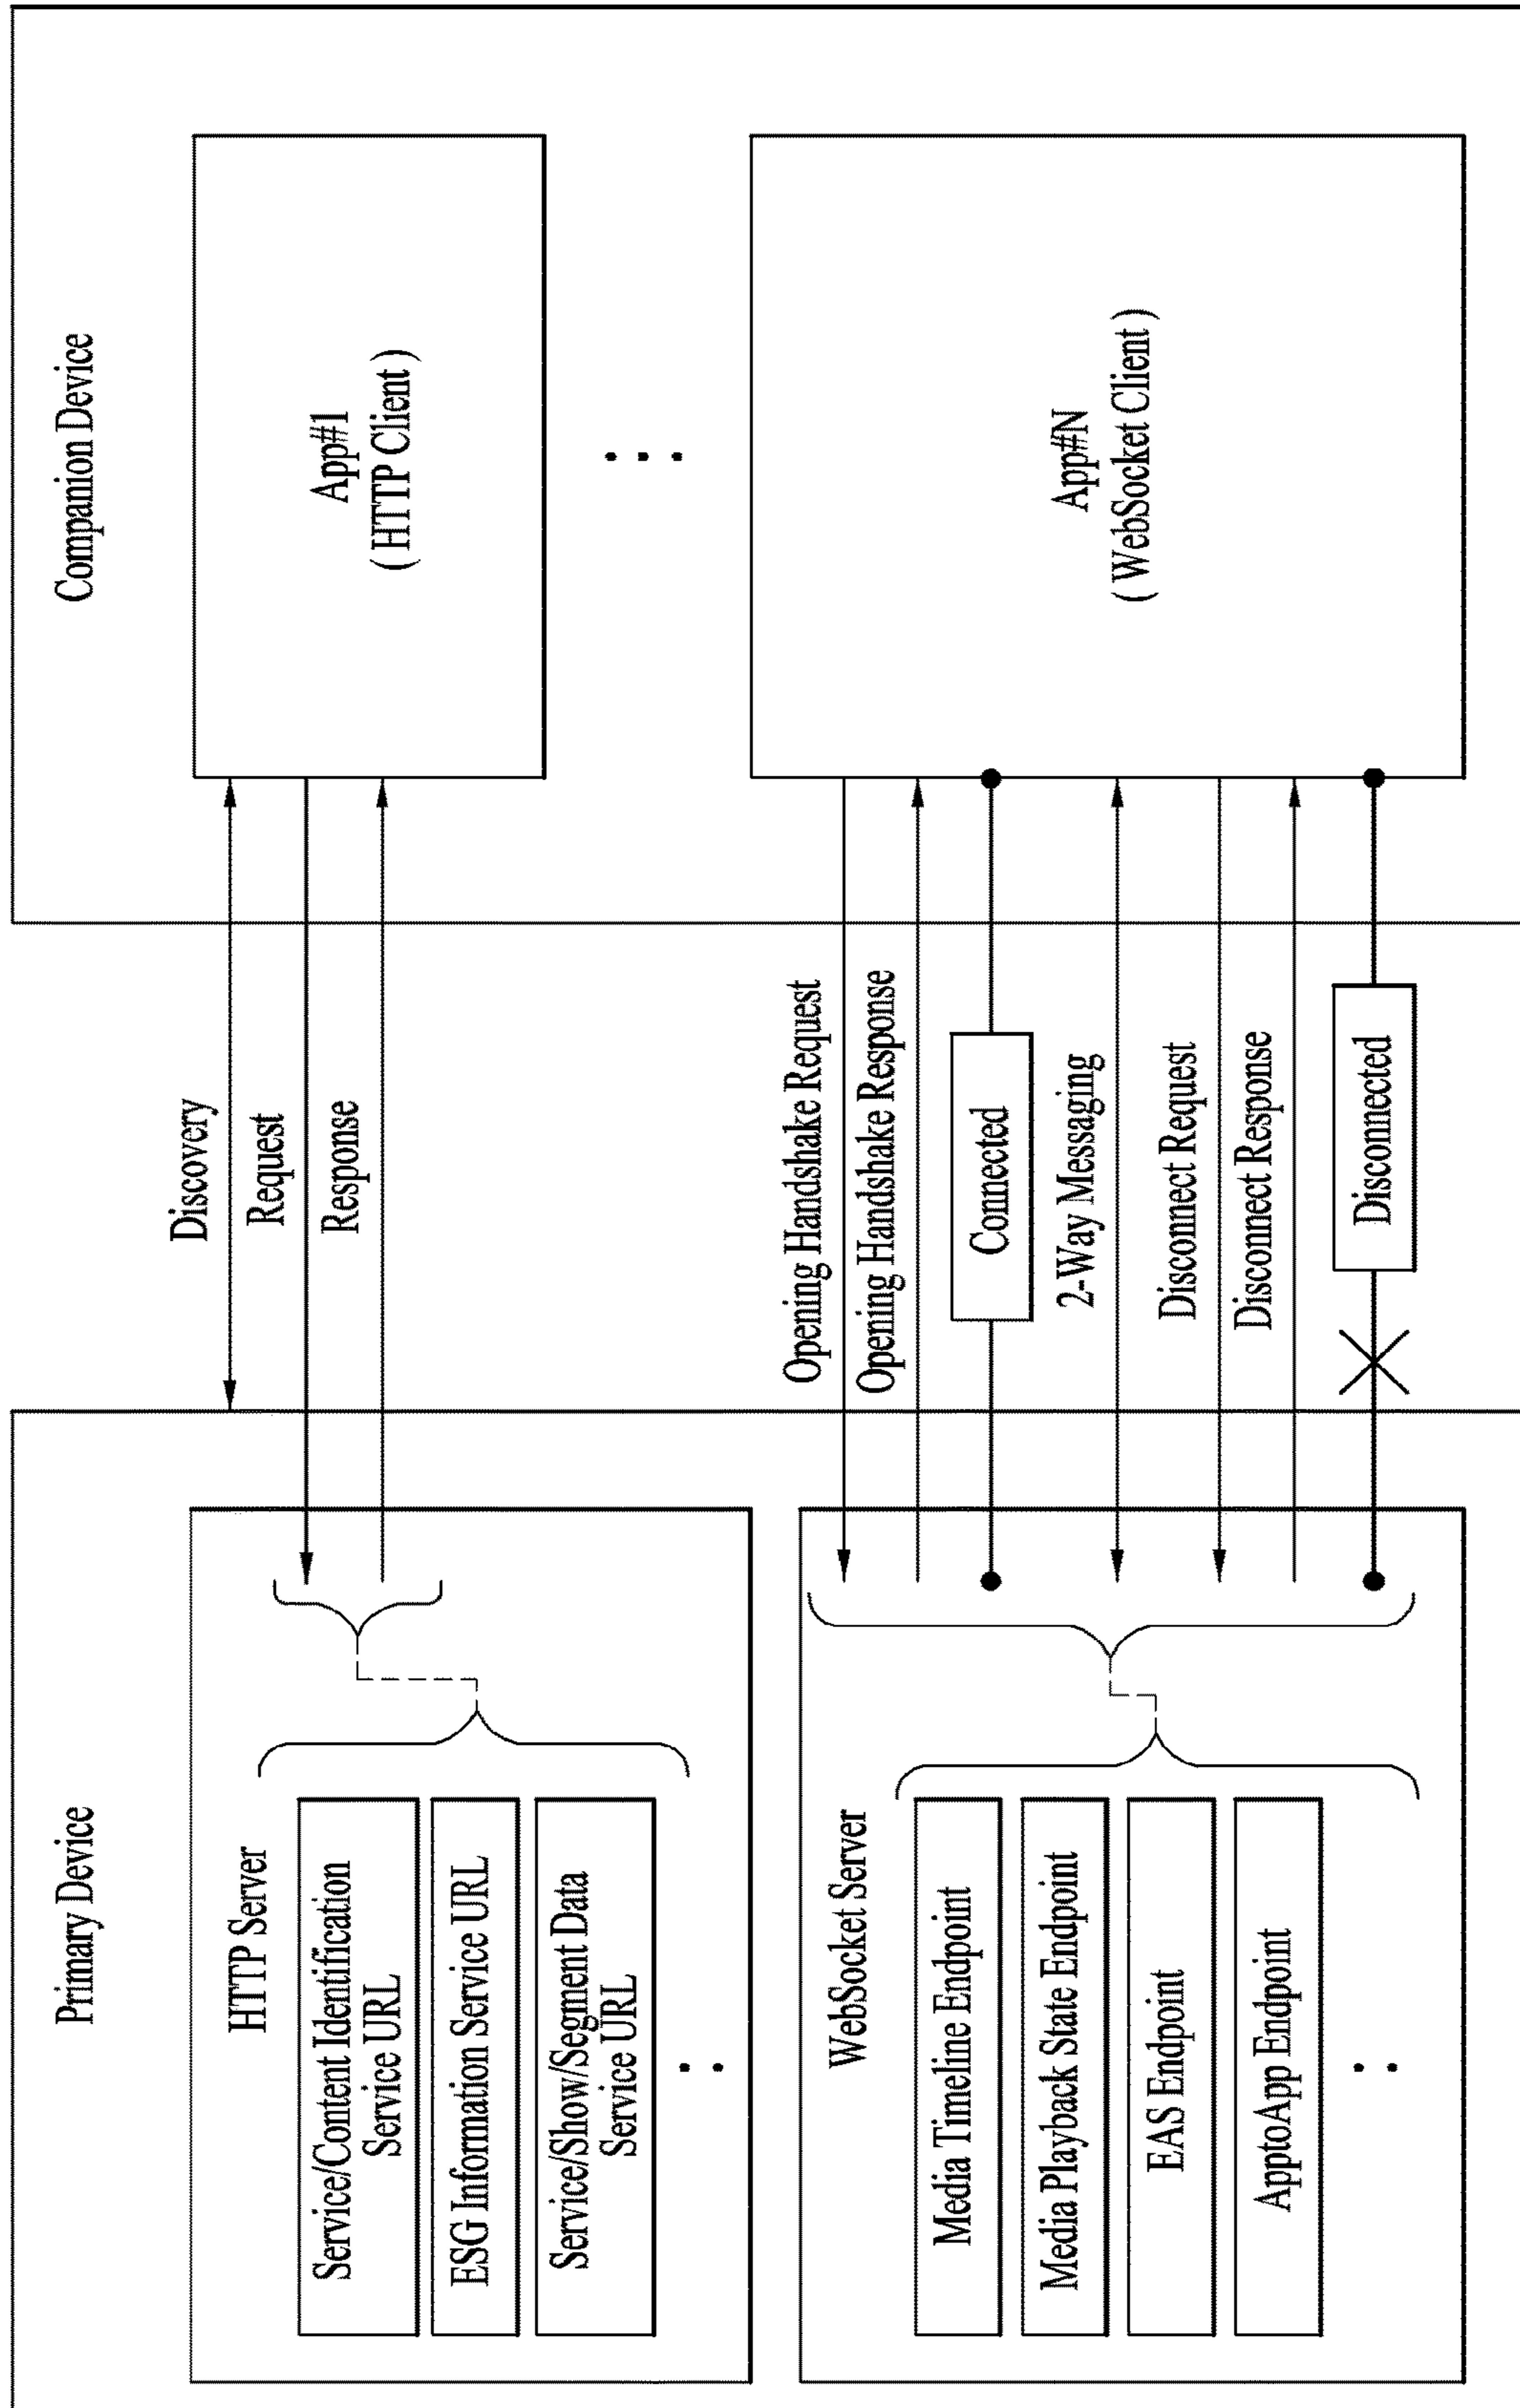 Primary Device
HTTP Server
Service/Content Identification
Service URL
ESG Information Service URL
Service/Show/Segment Data
Service URL
WebSocket Server
Media Timeline Endpoint
Media Playback State Endpoint
EAS Endpoint
ApptoApp Endpoint
Discovery
Request
Response
Opening Handshake Request
Opening Handshake Response
Connected
2-Way Messaging
Disconnect Request
Disconnect Response
Disconnected
Companion Device
App#1
( HTTP Client )
App#N
( WebSocket Client )